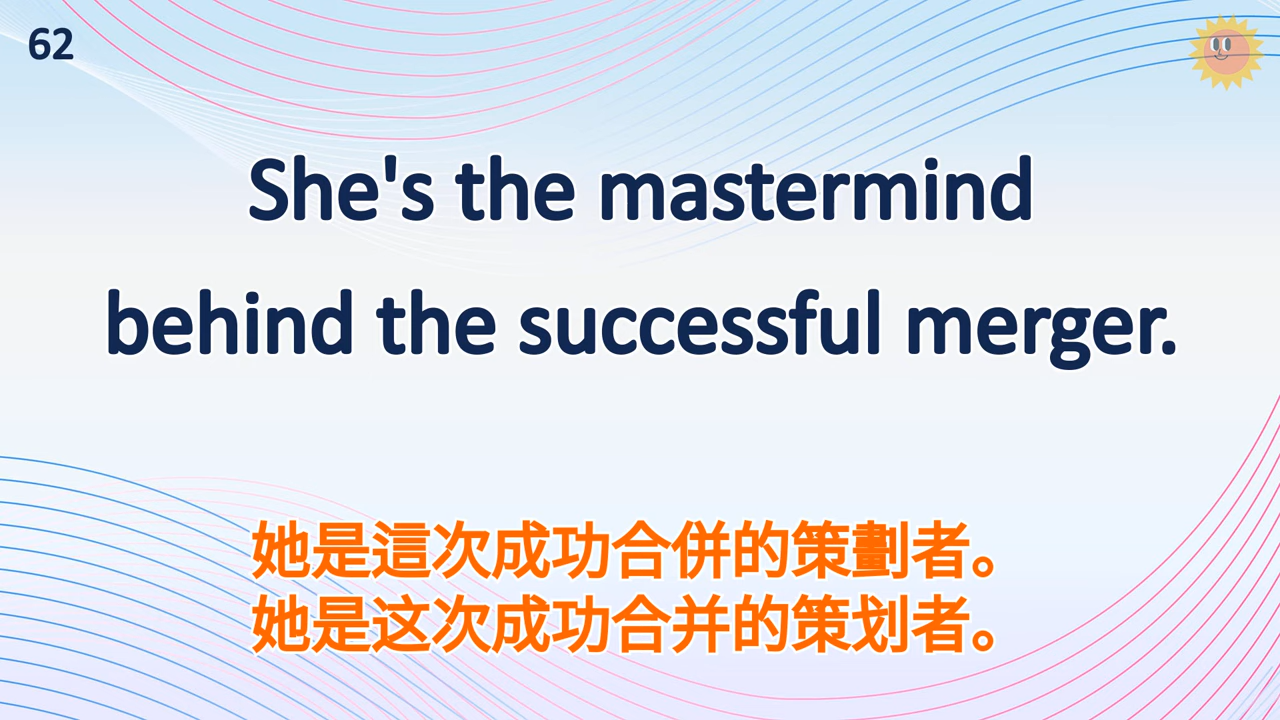 62
She's the mastermind
behind the successful merger.
她是這次成功合併的策劃者。
她是这次成功合并的策划者。